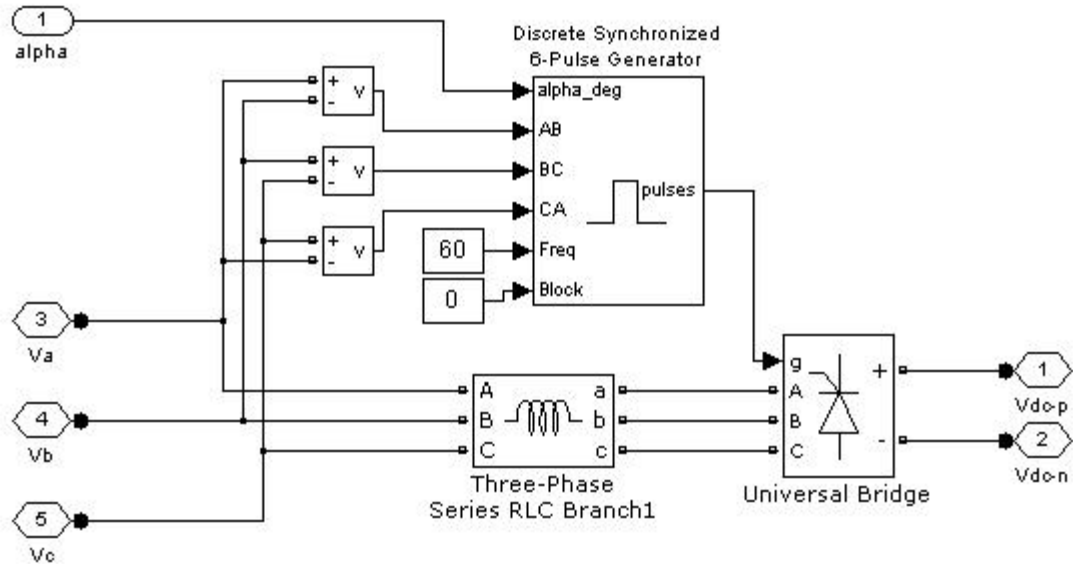 1
alpha
Discrete Synchronized
6-Pulse Generator
alpha_deg
+
-
v
AB
+
-
v
BC
pulses
CA
+
-
v
60
Freq
0
Block
3
Va
g
+
1
A
a
A
Vdc-p
4
B
b
B
Vb
C
c
C
-
2
Vdc-n
Three-Phase
Series RLC Branch1
Universal Bridge
5
Vc